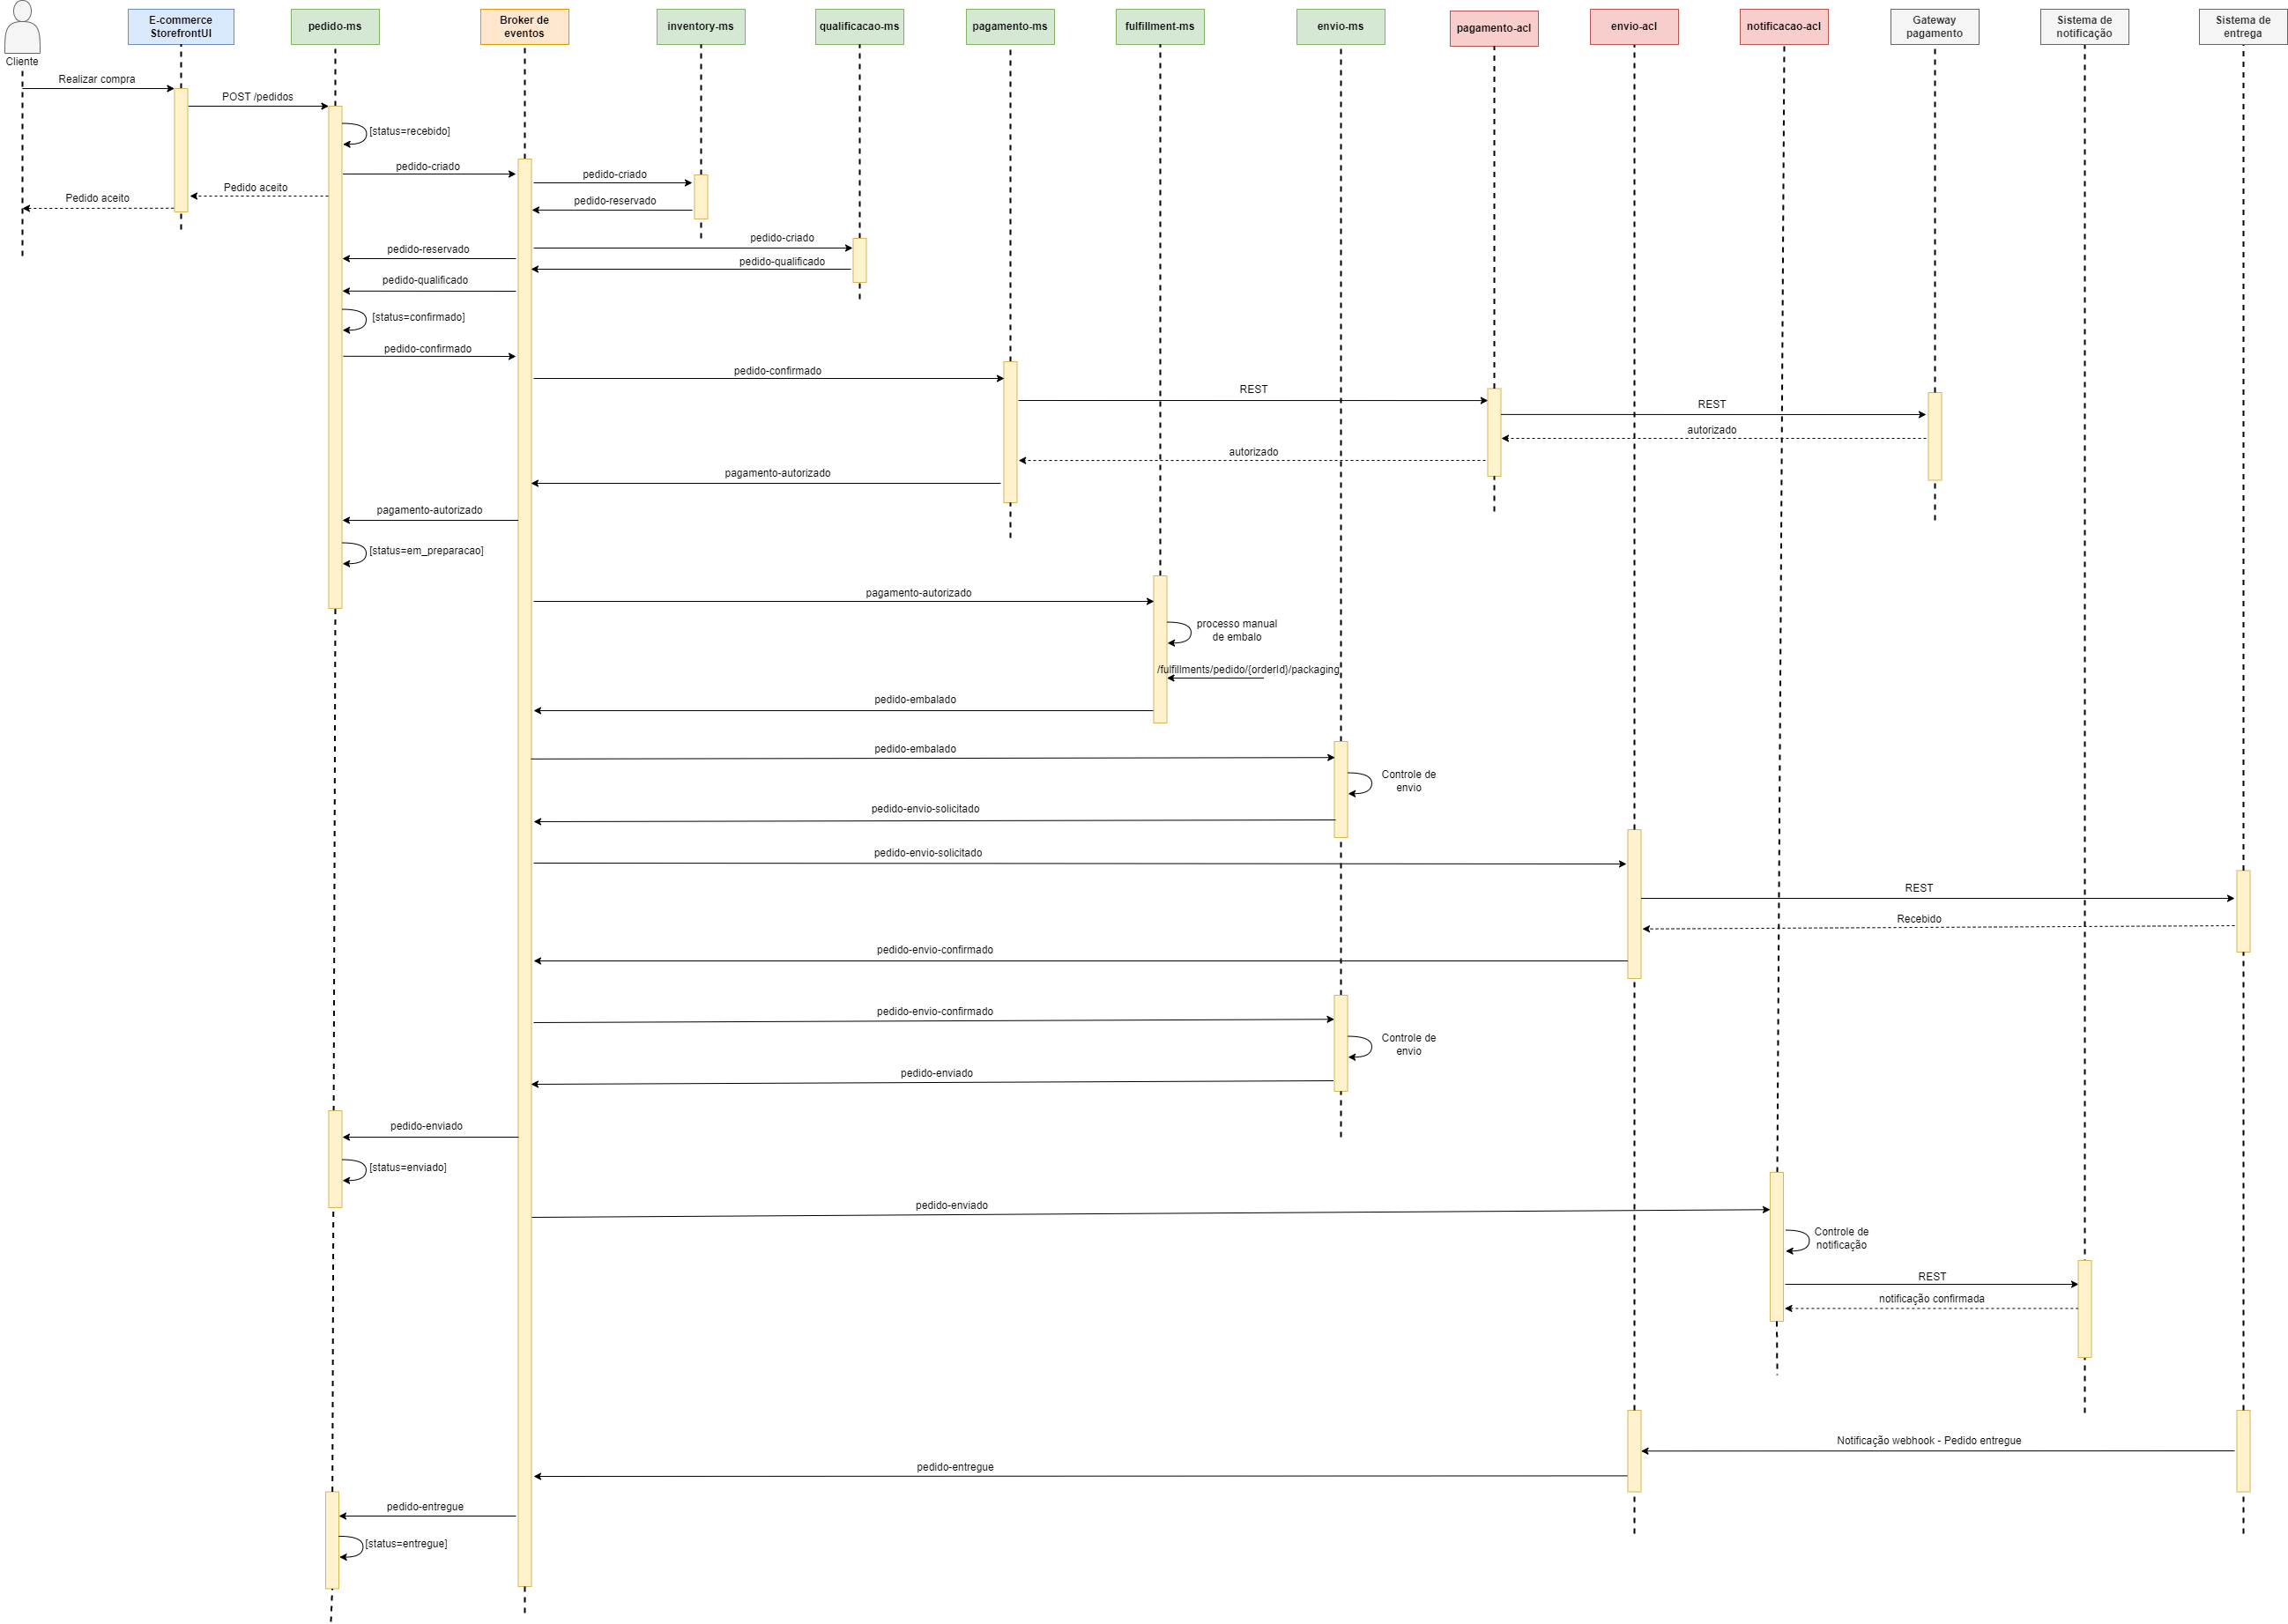 E-commerce
StorefrontUI
pedido-ms
Broker de
eventos
inventory-ms
qualificacao-ms
pagamento-ms
fulfillment-ms
envio-ms
pagamento-acl
envio-acl
notificacao-acl
Gateway
pagamento
Sistema de
notificação
Sistema de
entrega
Cliente
Realizar compra
POST /pedidos
[status=recebido]
pedido-criado
pedido-criado
Pedido aceito
Pedido aceito
pedido-reservado
pedido-criado
pedido-reservado
pedido-qualificado
pedido-qualificado
[status=confirmado]
pedido-confirmado
pedido-confirmado
REST
REST
autorizado
autorizado
pagamento-autorizado
pagamento-autorizado
[status=em_preparacao]
pagamento-autorizado
processo manual
de embalo
/fulfillments/pedido/{orderId}/packaging
pedido-embalado
pedido-embalado
Controle de
envio
pedido-envio-solicitado
pedido-envio-solicitado
REST
Recebido
pedido-envio-confirmado
pedido-envio-confirmado
Controle de
envio
pedido-enviado
pedido-enviado
[status=enviado]
pedido-enviado
Controle de
notificação
REST
notificação confirmada
Notificação webhook - Pedido entregue
pedido-entregue
pedido-entregue
[status=entregue]